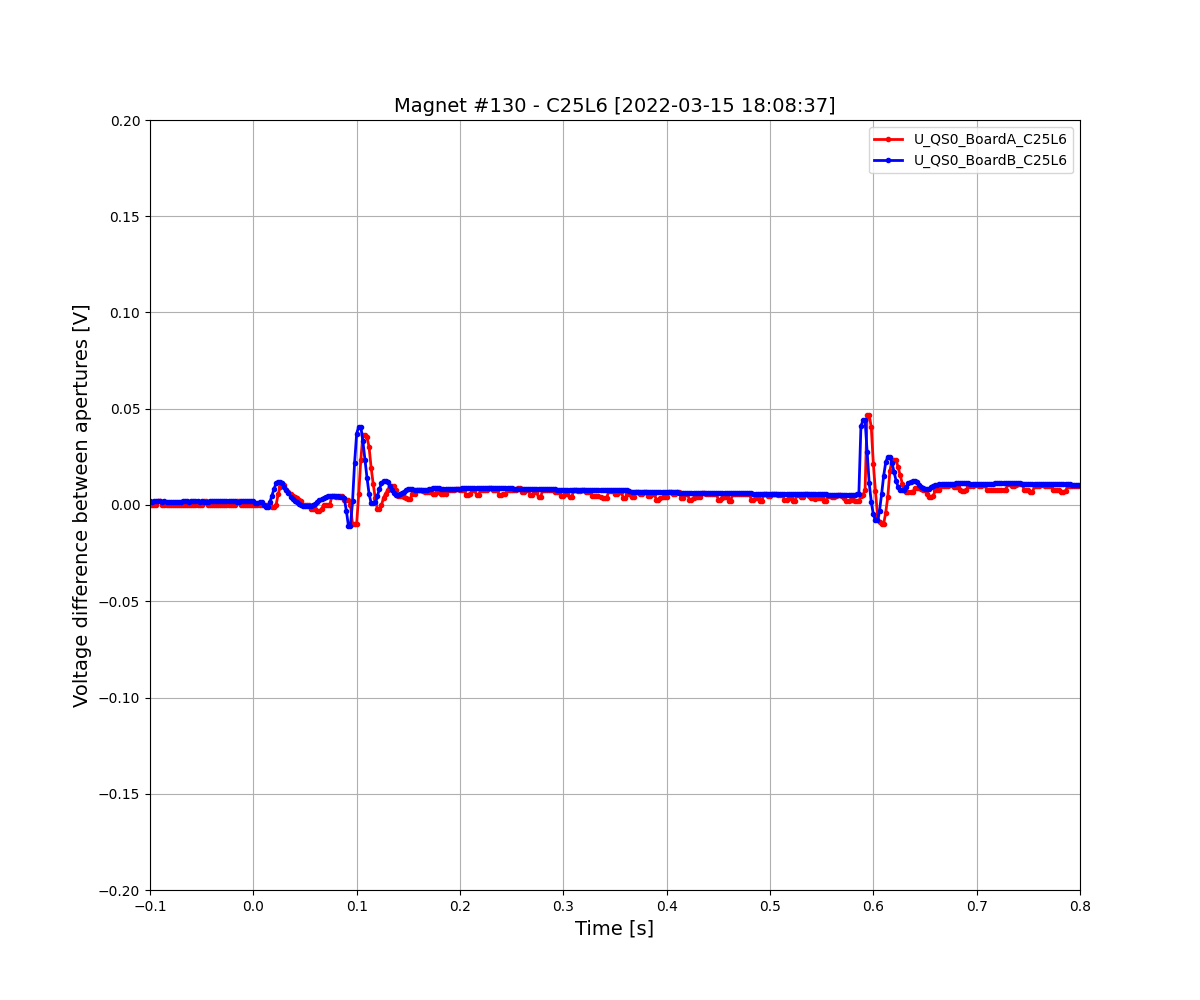 Magnet #130 - C25L6 [2022-03-15 18:08:37]
U_QS0_BoardA_C25L6
U_QS0_BoardB_C25L6
Voltage difference between apertures [V]
0.20
0.15
0.10
0.05
0.00
−0.05
−0.10
−0.15
−0.20
−0.1 0.0 0.1 0.2 0.3 0.4 0.5 0.6 0.7 0.8
Time [s]